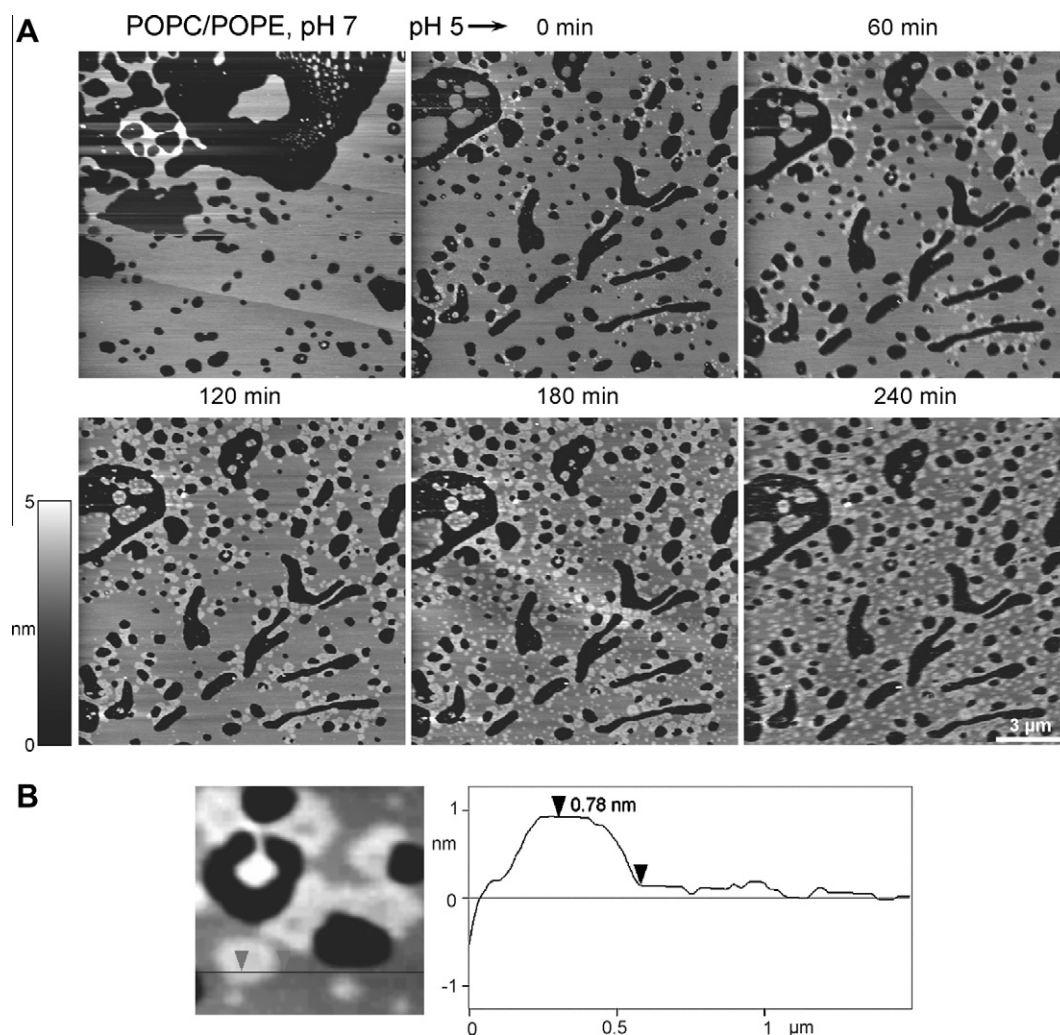 A
POPC/POPE, pH 7
pH 5 → 0 min
60 min
120 min
180 min
240 min
5
nm
0
3 µm
B
1
0.78 nm
nm
0
-1
0
0.5
1
µm